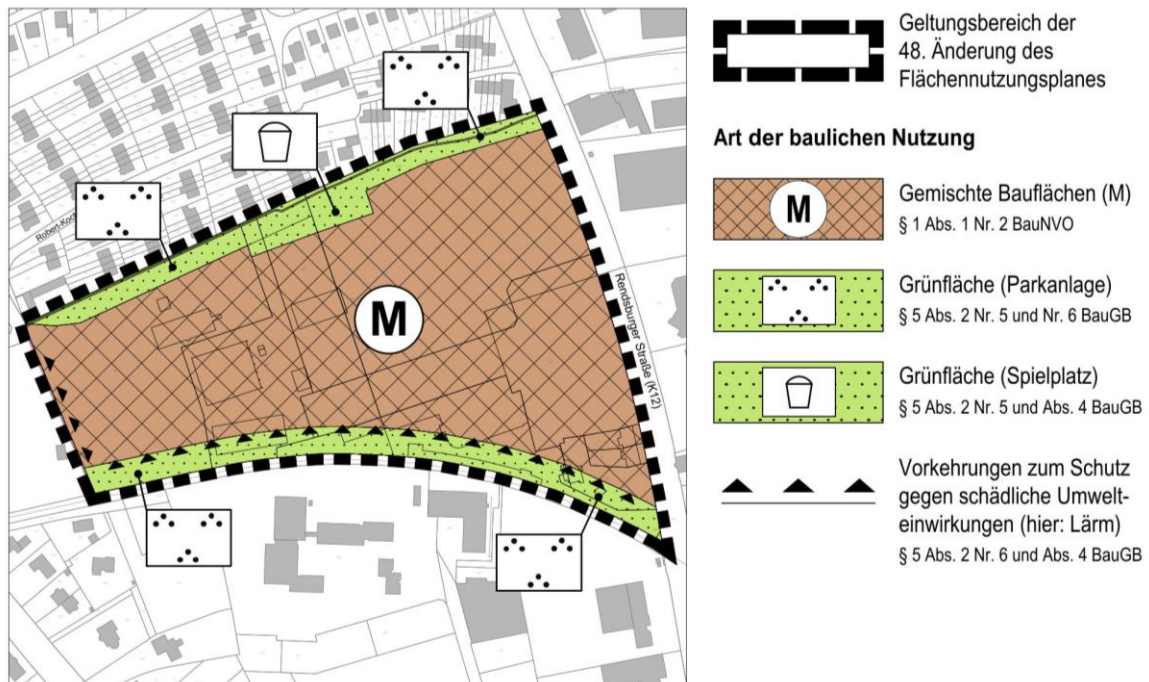 Robert-Koch
M
Rendsburger Straße (K12)
Geltungsbereich der
48. Änderung des
Flächennutzungsplanes
Art der baulichen Nutzung
M
Gemischte Bauflächen (M)
§ 1 Abs. 1 Nr. 2 BauNVO
Grünfläche (Parkanlage)
§ 5 Abs. 2 Nr. 5 und Nr. 6 BauGB
Grünfläche (Spielplatz)
§ 5 Abs. 2 Nr. 5 und Abs. 4 BauGB
Vorkehrungen zum Schutz
gegen schädliche Umwelt-
einwirkungen (hier: Lärm)
§ 5 Abs. 2 Nr. 6 und Abs. 4 BauGB